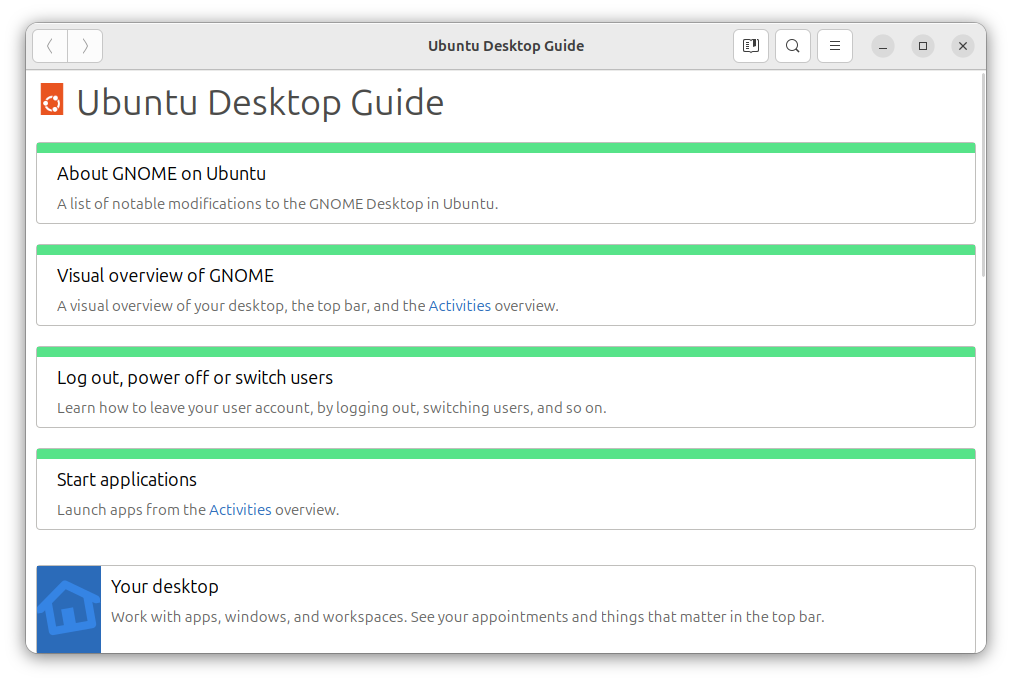 Ubuntu Desktop Guide
Ubuntu Desktop Guide
About GNOME on Ubuntu
A list of notable modifications to the GNOME Desktop in Ubuntu.
Visual overview of GNOME
A visual overview of your desktop, the top bar, and the Activities overview.
Log out, power off or switch users
Learn how to leave your user account, by logging out, switching users, and so on.
Start applications
Launch apps from the Activities overview.
Your desktop
Work with apps, windows, and workspaces. See your appointments and things that matter in the top bar.